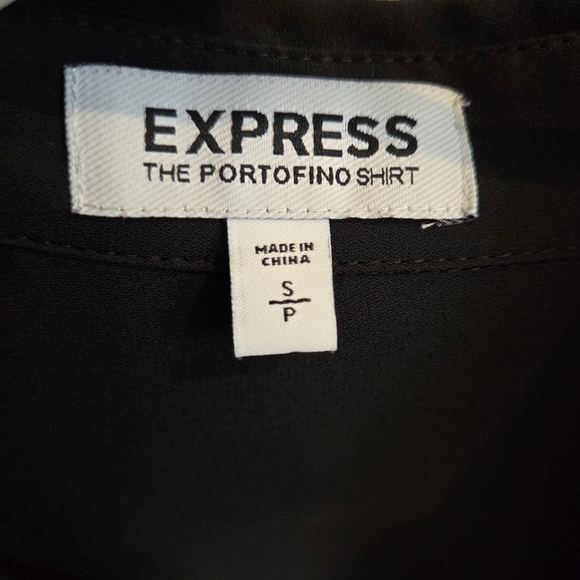 EXPRESS
THE PORTOFINO SHIRT
MADE IN
CHINA
S
P